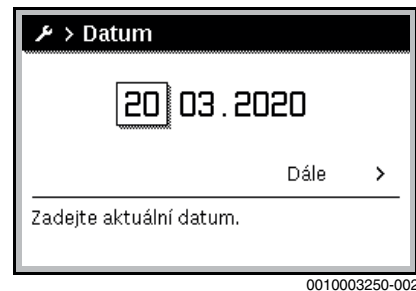 > Datum
20 03.2020
Dále >
Zadejte aktuální datum.
0010003250-002